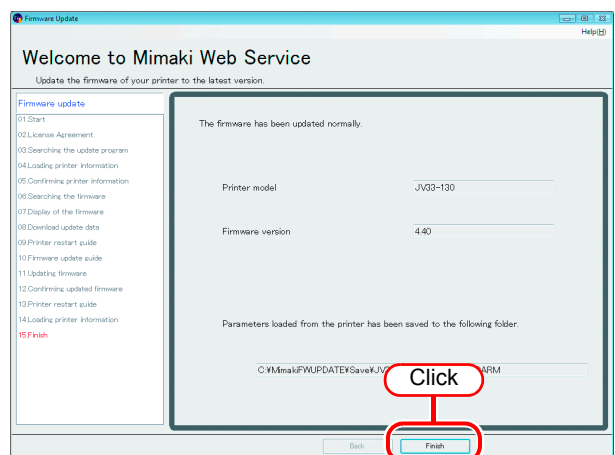 Firmware Update
Help(H)
Welcome to Mimaki Web Service
Update the firmware of your printer to the latest version.
Firmware update
01.Start
02.License Agreement
03.Searching the update program
04.Loading printer information
05.Confirming printer information
06.Searching the firmware
07.Display of the firmware
08.Download update data
09.Printer restart guide
10.Firmware update guide
11.Updating firmware
12.Confirming updated firmware
13.Printer restart guide
14.Loading printer information
15.Finish
The firmware has been updated normally.
Printer model JV33-130
Firmware version 4.40
Parameters loaded from the printer has been saved to the following folder.
C:¥MimakiFWUPDATE¥Save¥JV
Click
Back Finish